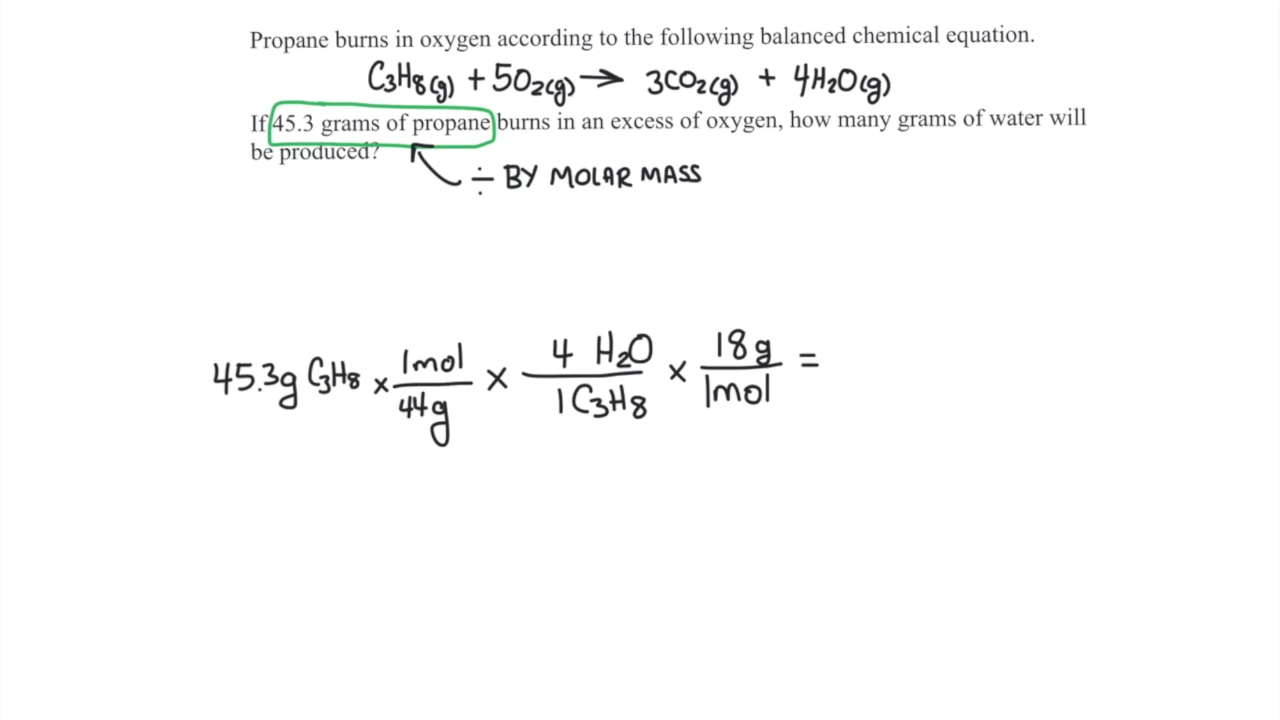 Propane burns in oxygen according to the following balanced chemical equation.
C₃H₈(g) + 5O₂(g) → 3CO₂(g) + 4H₂O(g)
If 45.3 grams of propane burns in an excess of oxygen, how many grams of water will
be produced?
÷ BY MOLAR MASS
45.3g C₃H₈ × 1mol/44g × 4 H₂O/1 C₃H₈ × 18g/1mol =